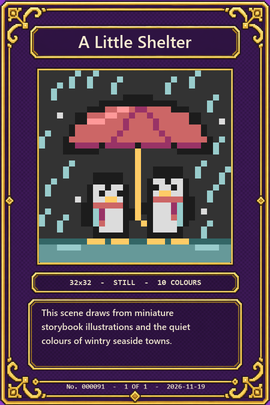 A Little Shelter
32x32 - STILL - 10 COLOURS
This scene draws from miniature
storybook illustrations and the quiet
colours of wintry seaside towns.
No. 000091 - 1 OF 1 - 2026-11-19